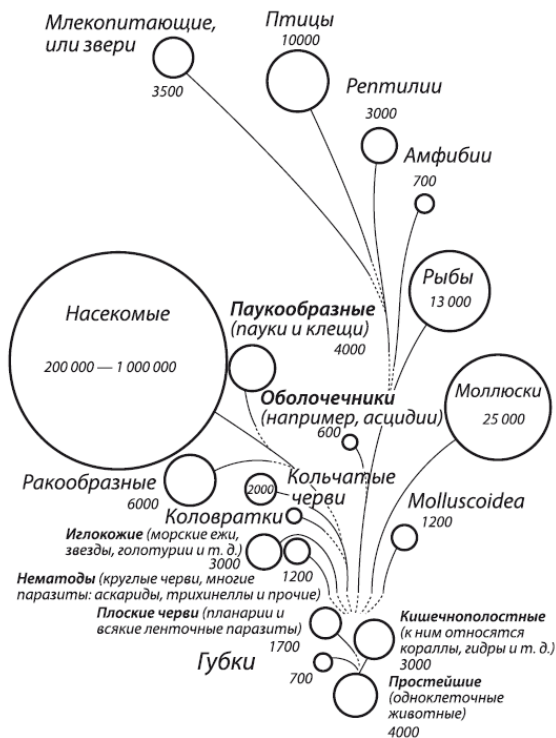 Млекопитающие,
или звери
3500
Птицы
10000
Рептилии
3000
Амфибии
700
Рыбы
13 000
Насекомые
200 000 — 1 000 000
Паукообразные
(пауки и клещи)
4000
Оболочечники
(например, асцидии)
600
Моллюски
25 000
Ракообразные
6000
2000
Кольчатые
черви
Коловратки
Molluscoidea
1200
Иглокожие (морские ежи,
звезды, голотурии и т. д.)
3000
1200
Нематоды (круглые черви, многие
паразиты: аскариды, трихинеллы и прочие)
Плоские черви (планарии и
всякие ленточные паразиты)
1700
Кишечнополостные
(к ним относятся
кораллы, гидры и т. д.)
3000
Губки
700
Простейшие
(одноклеточные
животные)
4000